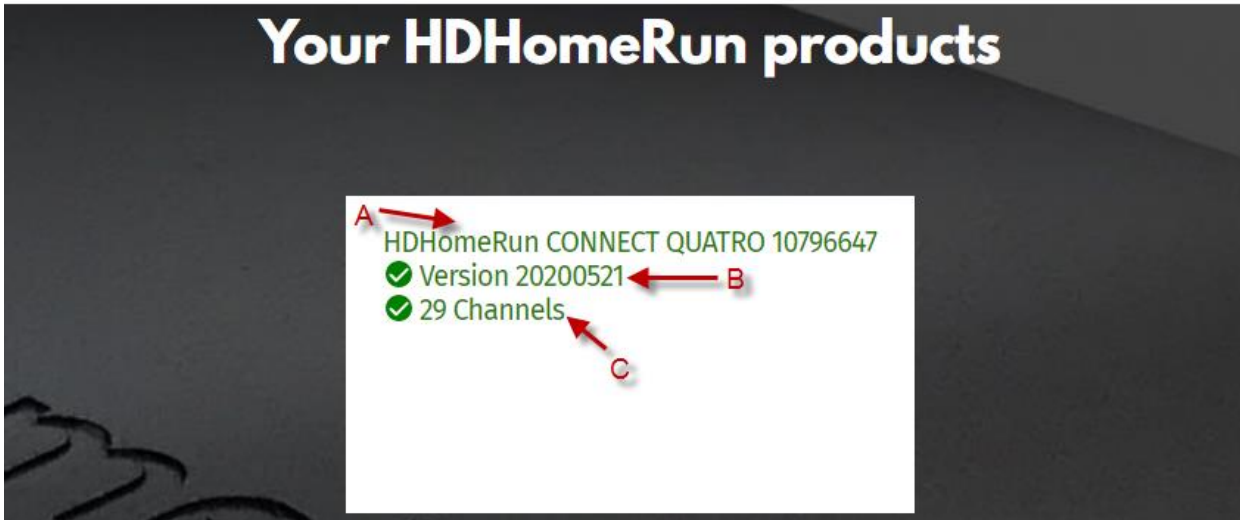 Your HDHomeRun products
A
HDHomeRun CONNECT QUATRO 10796647
Version 20200521 B
29 Channels
C